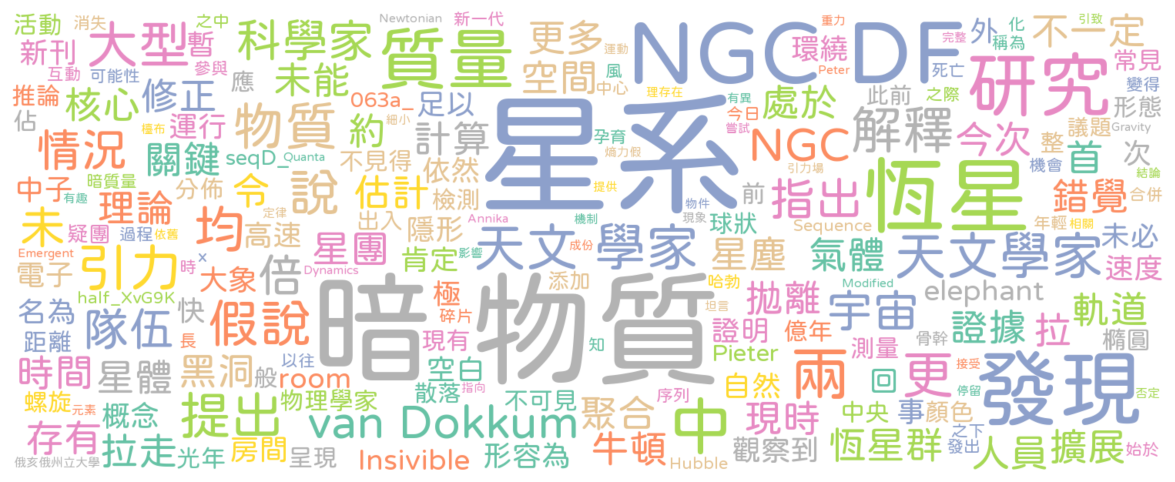 活動 消失 之中 大型 暫 科學家 質量 Newtonian 新一代 更多 NGC DF 重力 環繞 完整 外 化 稱為 引致 不一定
新刊 互動 可能性 參與 應 未能 運動 風 空間 中心 Peter 死亡 研究 常見
推論 核心 修正 063a_ 足以 細小 理存在 有異 今日 處於 此前 之際 變得 形態
佔 運行 物質 約 計算 孕育 嘗試 NGC 解釋 今次 整 議題 Gravity
情況 關鍵 seqD_ Quanta 不見得 依然 熵力假 星系 前 恆星 機會 首 次 結論
中子 暗質量 種布 有趣 分佈 令 說 估計 檢測 引力場 指出 錯覺 合併
未 理論 疑團 過程 均 定律 高速 出入 隱形 Annika 提供 物件 機制 現象 球狀 Sequence 年輕 相關
引力 依舊 星團 天文 學家 影響 成份 星塵 氣體 天文學家 未必
Emergent 電子 時 x 大象 倍 Dynamics 肯定 添加 哈勃 坦言 拋離 Modified 宇宙 elephant 速度
名為 half_XvG9K 快 長 假說 暗物質 極 碎片 證明 億年 骨幹 證據 拉 軌道
距離 隊伍 現有 知 Pieter 測量 橢圓
時間 星體 黑洞 般 以往 room 空白 散落 指向 序列 自然 兩 回 更 接受 停留 發現 否定
螺旋 元素 概念 提出 物理學家 van Dokkum 不可見 聚合 中 現時 中央 事 顏色 之下
存有 拉走 光年 房間 呈現 Insivible 形容為 牛頓 Hubble 觀察到 恆星群 發出 人員 擴展 始於
俄亥俄州立大學